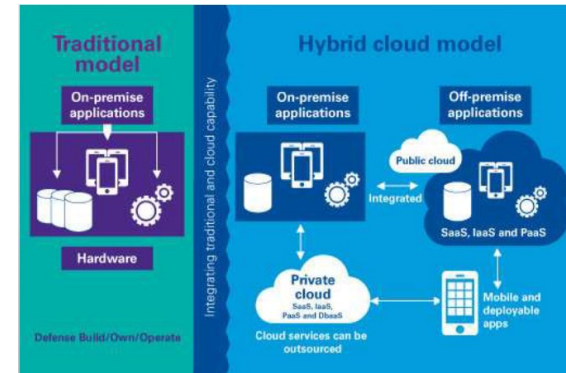 Traditional
model
On-premise
applications
Hardware
Defense Build/Own/Operate
Integrating traditional and cloud capability
Hybrid cloud model
On-premise
applications
Off-premise
applications
Public cloud
Integrated
SaaS, IaaS and PaaS
Private
cloud
SaaS, IaaS,
PaaS and DbaaS
Cloud services can be
outsourced
Mobile and
deployable
apps